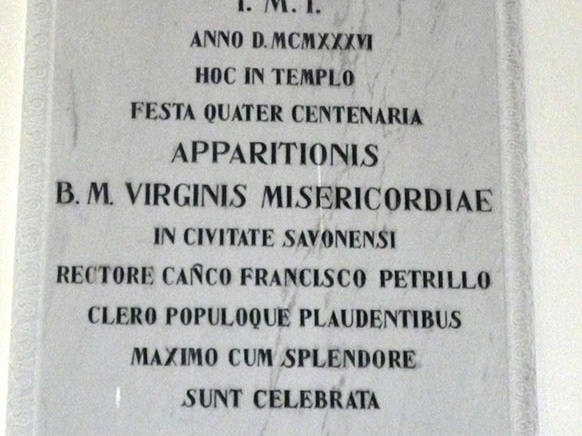 I. M. I.
ANNO D. MCMXXXVI
HOC IN TEMPLO
FESTA QUATER CENTENARIA
APPARITIONIS
B. M. VIRGINIS MISERICORDIAE
IN CIVITATE SAVONENSI
RECTORE CAÑCO FRANCISCO PETRILLO
CLERO POPULOQUE PLAUDENTIBUS
MAXIMO CUM SPLENDORE
SUNT CELEBRATA